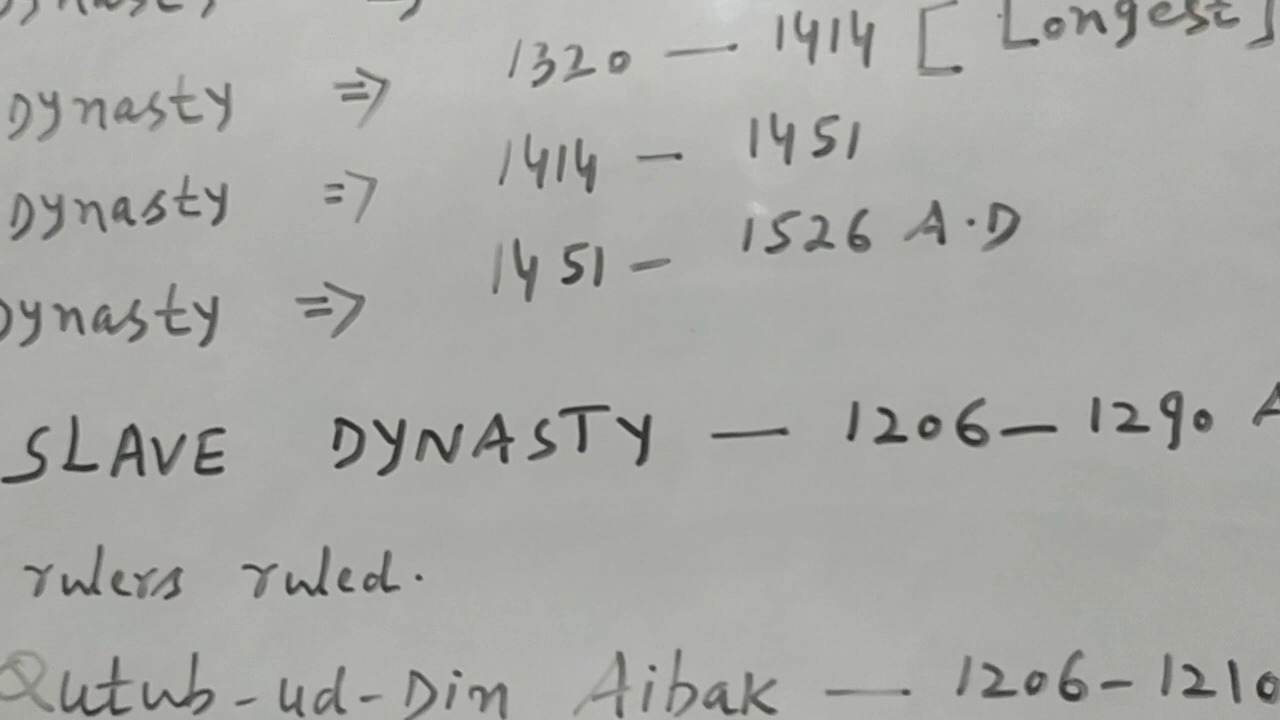 Dynasty ⇒ 1320 — 1414 [Longest]
Dynasty ⇒ 1414 — 1451
Dynasty ⇒ 1451 — 1526 A.D
SLAVE DYNASTY — 1206 — 1290 A
rulers ruled.
Qutub-ud-Din Aibak — 1206-1210